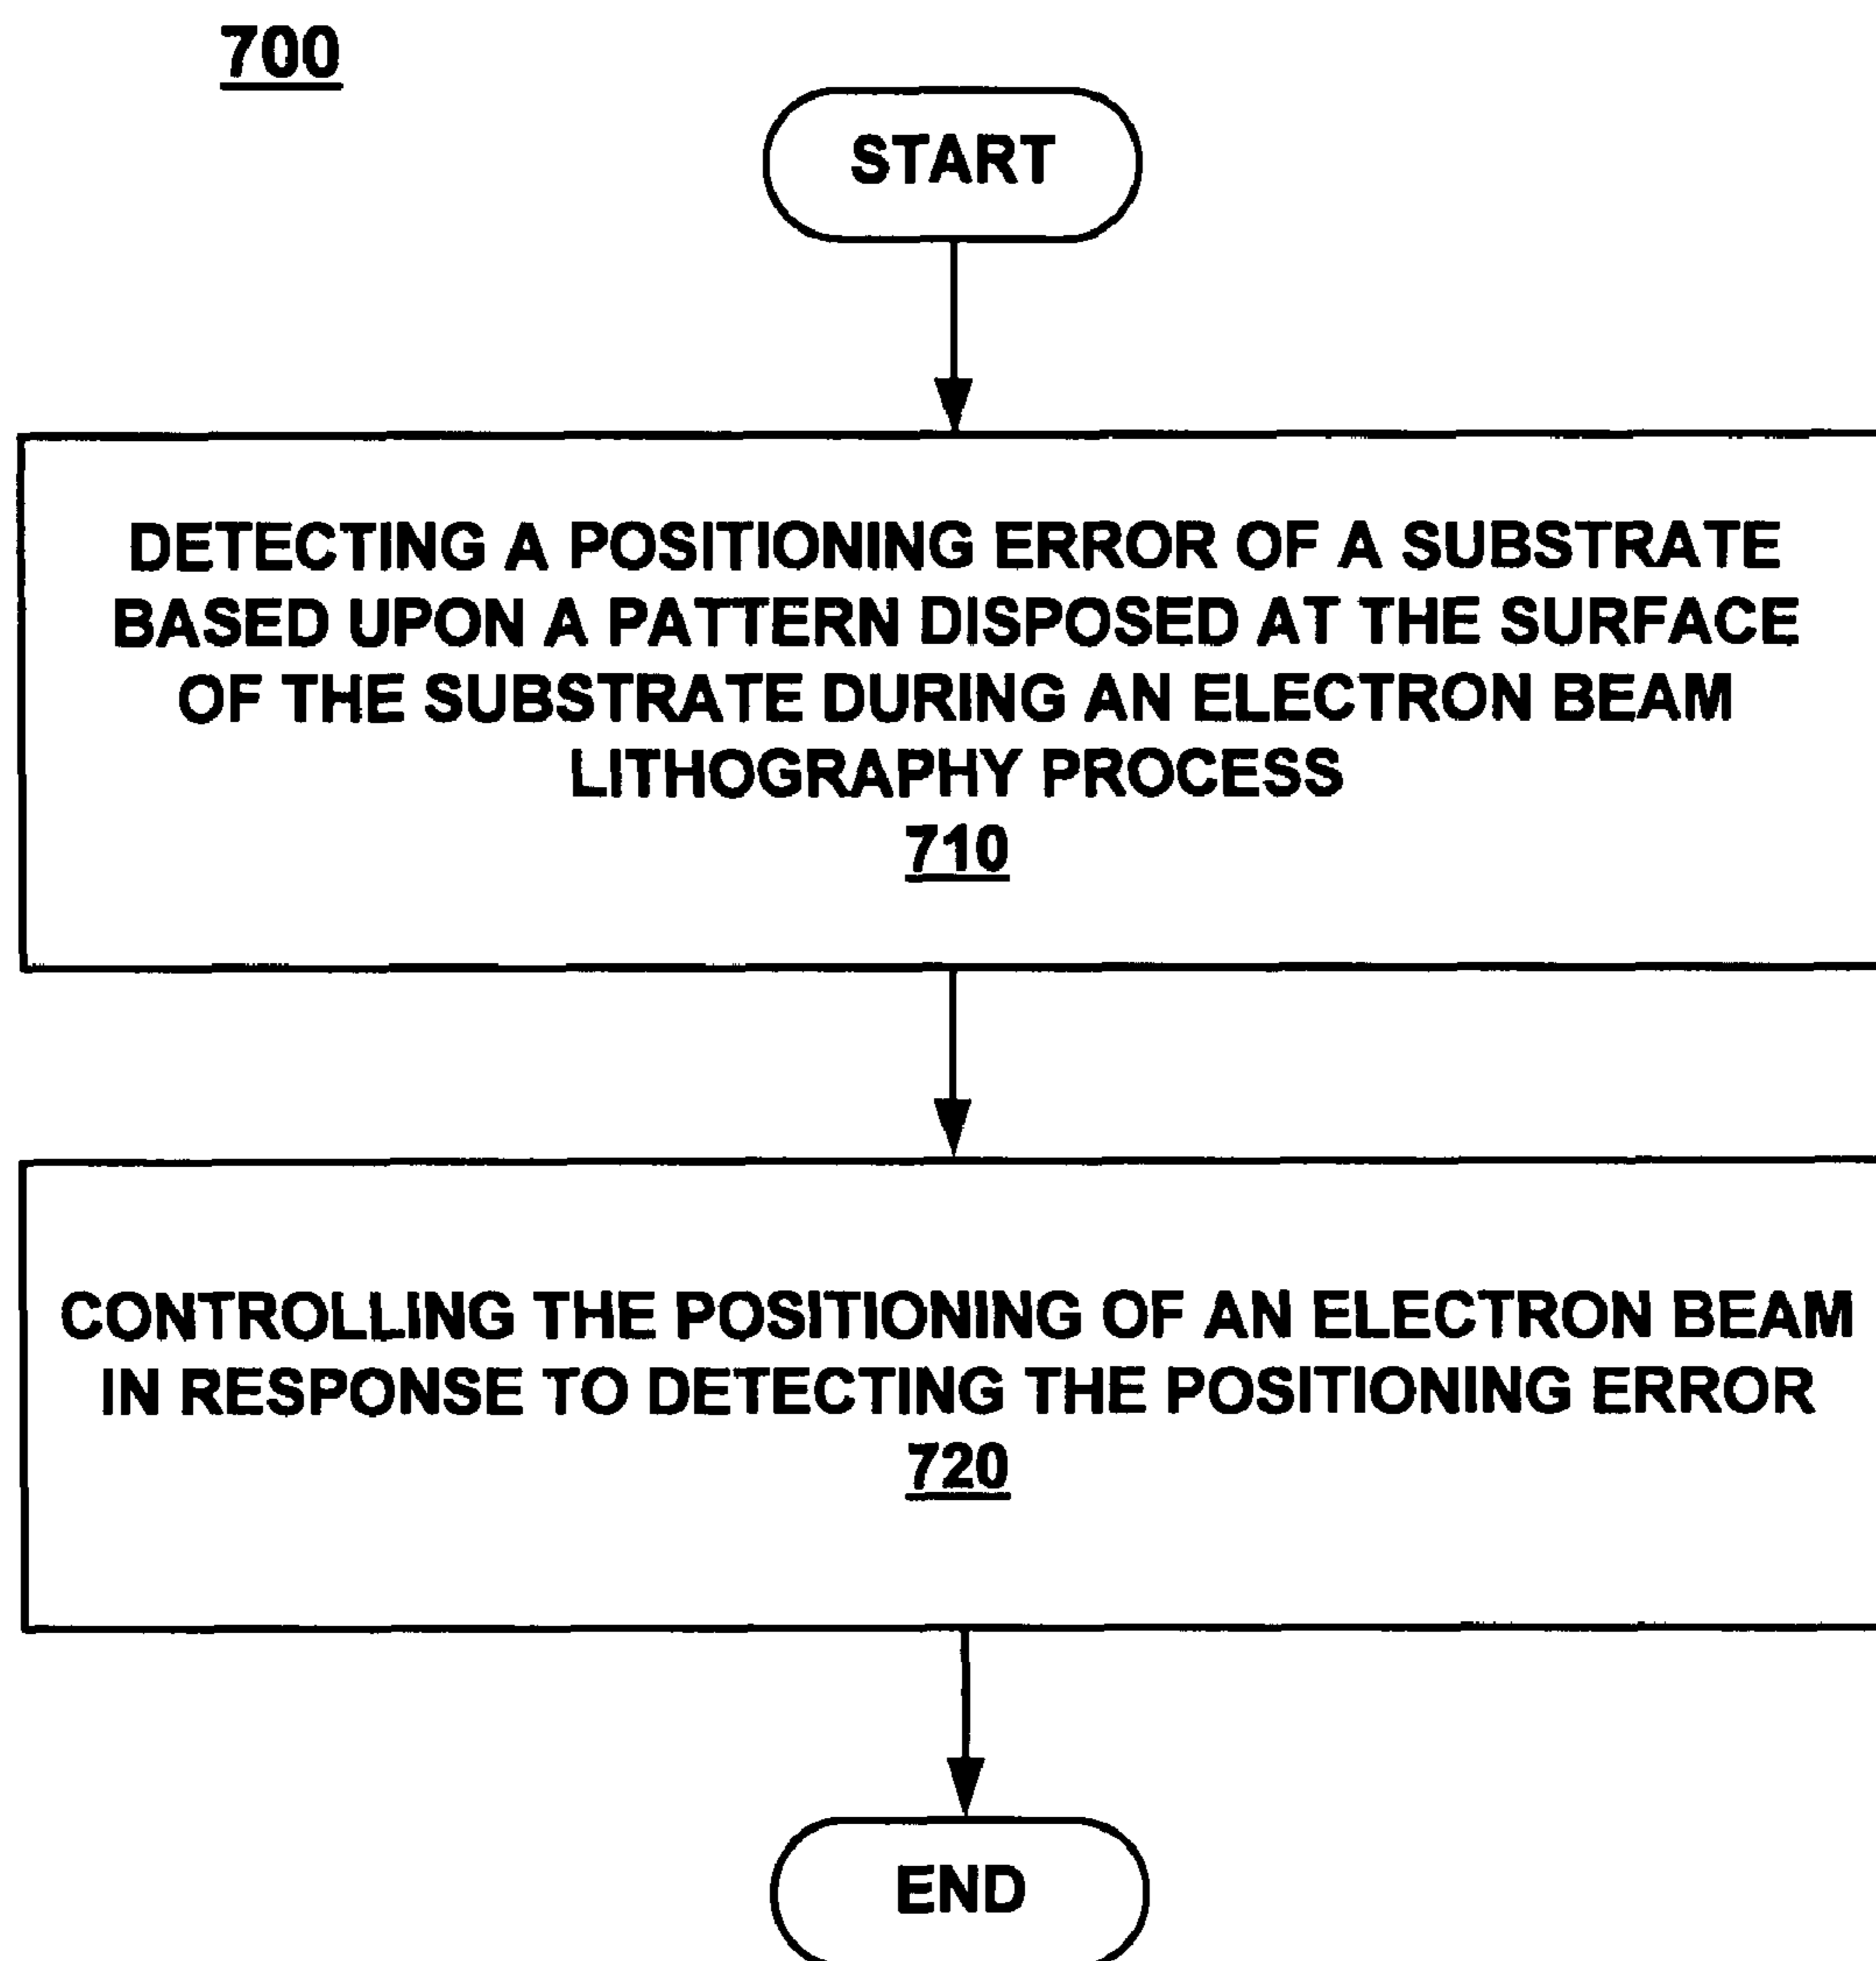 700
START
DETECTING A POSITIONING ERROR OF A SUBSTRATE
BASED UPON A PATTERN DISPOSED AT THE SURFACE
OF THE SUBSTRATE DURING AN ELECTRON BEAM
LITHOGRAPHY PROCESS
710
CONTROLLING THE POSITIONING OF AN ELECTRON BEAM
IN RESPONSE TO DETECTING THE POSITIONING ERROR
720
END